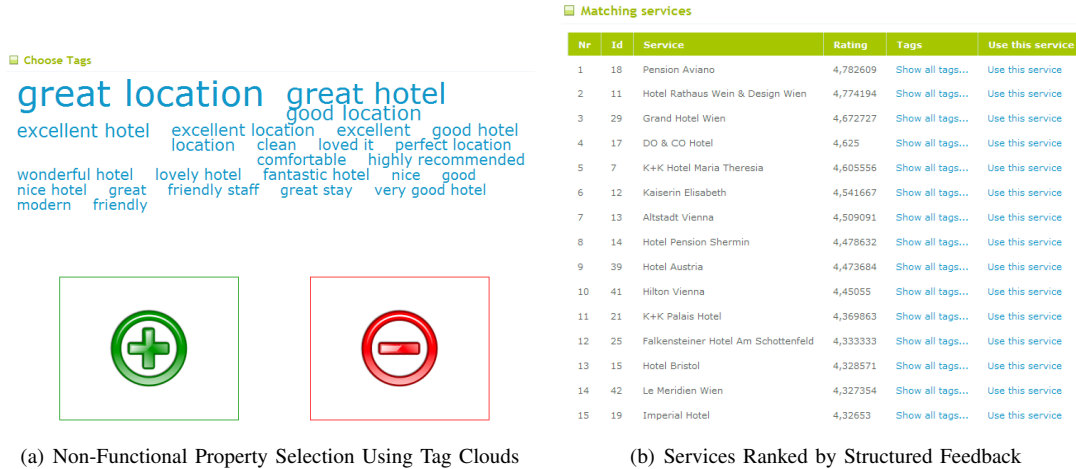 Choose Tags
great location great hotel
good location
excellent hotel excellent location excellent good hotel
location clean loved it perfect location
comfortable highly recommended
wonderful hotel lovely hotel fantastic hotel nice good
nice hotel great friendly staff great stay very good hotel
modern friendly
(a) Non-Functional Property Selection Using Tag Clouds
Matching services
Nr Id Service Rating Tags Use this service
1 18 Pension Aviano 4,782609 Show all tags... Use this service
2 11 Hotel Rathaus Wein & Design Wien 4,774194 Show all tags... Use this service
3 29 Grand Hotel Wien 4,672727 Show all tags... Use this service
4 17 DO & CO Hotel 4,625 Show all tags... Use this service
5 7 K+K Hotel Maria Theresia 4,605556 Show all tags... Use this service
6 12 Kaiserin Elisabeth 4,541667 Show all tags... Use this service
7 13 Altstadt Vienna 4,509091 Show all tags... Use this service
8 14 Hotel Pension Shermin 4,478632 Show all tags... Use this service
9 39 Hotel Austria 4,473684 Show all tags... Use this service
10 41 Hilton Vienna 4,45055 Show all tags... Use this service
11 21 K+K Palais Hotel 4,369863 Show all tags... Use this service
12 25 Falkensteiner Hotel Am Schottenfeld 4,333333 Show all tags... Use this service
13 15 Hotel Bristol 4,328571 Show all tags... Use this service
14 42 Le Meridien Wien 4,327354 Show all tags... Use this service
15 19 Imperial Hotel 4,32653 Show all tags... Use this service
(b) Services Ranked by Structured Feedback